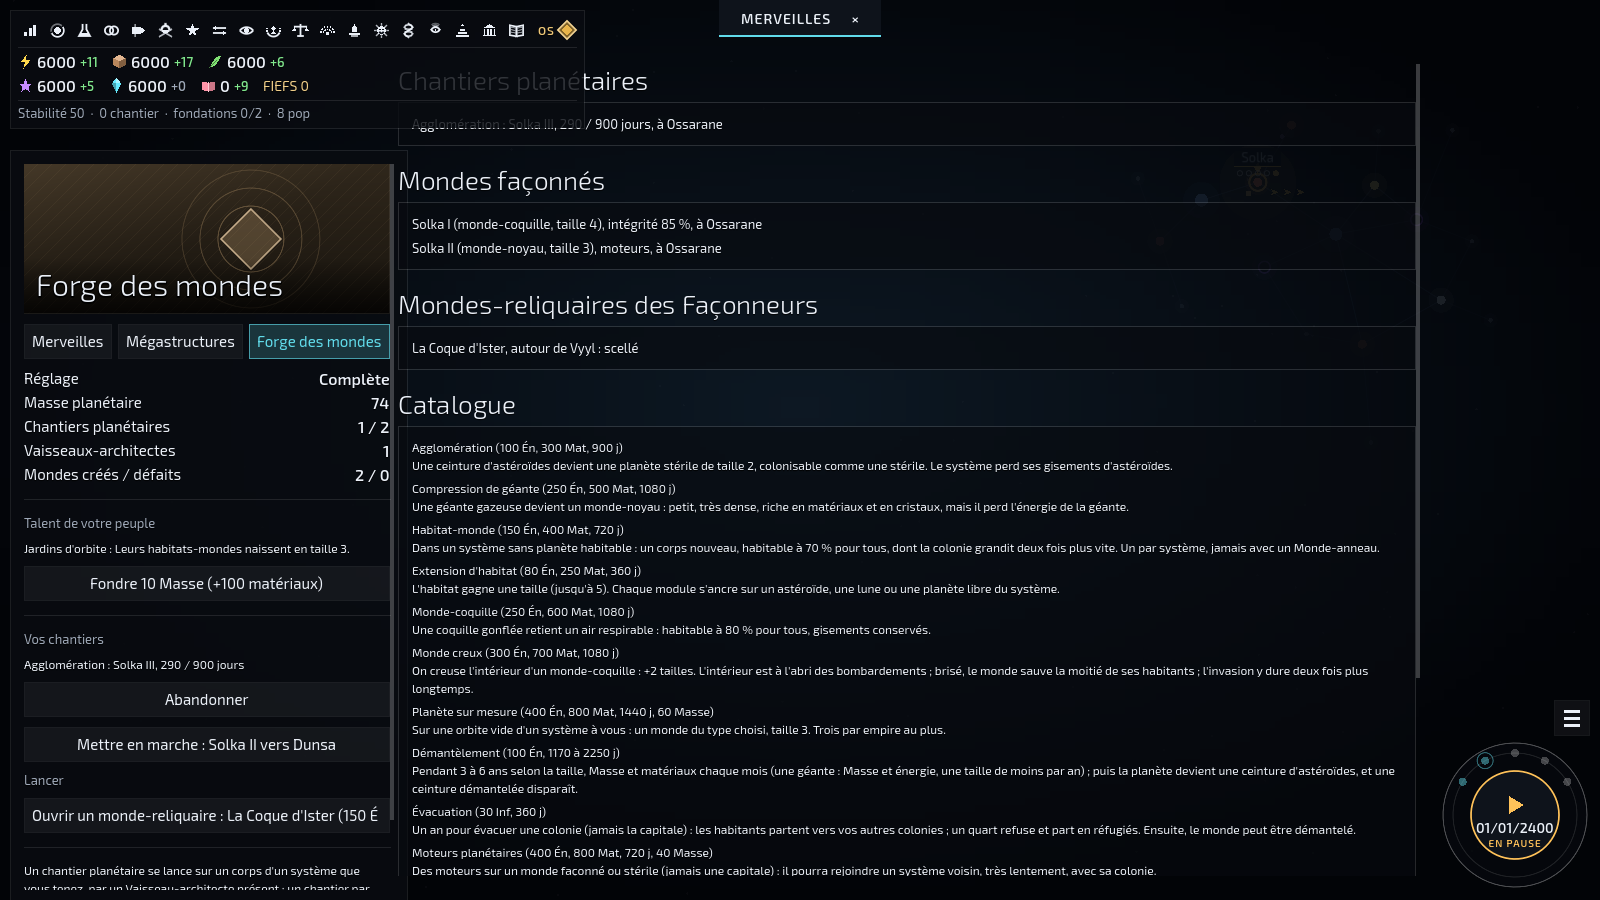 MERVEILLES ×
OS
6000 +11 6000 +17 6000 +6
6000 +5 6000 +0 0 +9 FIEFS 0
Stabilité 50 · 0 chantier · fondations 0/2 · 8 pop
Forge des mondes
Merveilles Mégastructures Forge des mondes
Réglage Complète
Masse planétaire 74
Chantiers planétaires 1 / 2
Vaisseaux-architectes 1
Mondes créés / défaits 2 / 0
Talent de votre peuple
Jardins d'orbite : Leurs habitats-mondes naissent en taille 3.
Fondre 10 Masse (+100 matériaux)
Vos chantiers
Agglomération : Solka III, 290 / 900 jours
Abandonner
Mettre en marche : Solka II vers Dunsa
Lancer
Ouvrir un monde-reliquaire : La Coque d'Ister (150 É
Un chantier planétaire se lance sur un corps d'un système que
vous tenez, par un Vaisseau-architecte présent : un chantier par
Chantiers planétaires
Agglomération : Solka III, 290 / 900 jours, à Ossarane
Mondes façonnés
Solka I (monde-coquille, taille 4), intégrité 85 %, à Ossarane
Solka II (monde-noyau, taille 3), moteurs, à Ossarane
Mondes-reliquaires des Façonneurs
La Coque d'Ister, autour de Vyyl : scellé
Catalogue
Agglomération (100 Én, 300 Mat, 900 j)
Une ceinture d'astéroïdes devient une planète stérile de taille 2, colonisable comme une stérile. Le système perd ses gisements d'astéroïdes.
Compression de géante (250 Én, 500 Mat, 1080 j)
Une géante gazeuse devient un monde-noyau : petit, très dense, riche en matériaux et en cristaux, mais il perd l'énergie de la géante.
Habitat-monde (150 Én, 400 Mat, 720 j)
Dans un système sans planète habitable : un corps nouveau, habitable à 70 % pour tous, dont la colonie grandit deux fois plus vite. Un par système, jamais avec un Monde-anneau.
Extension d'habitat (80 Én, 250 Mat, 360 j)
L'habitat gagne une taille (jusqu'à 5). Chaque module s'ancre sur un astéroïde, une lune ou une planète libre du système.
Monde-coquille (250 Én, 600 Mat, 1080 j)
Une coquille gonflée retient un air respirable : habitable à 80 % pour tous, gisements conservés.
Monde creux (300 Én, 700 Mat, 1080 j)
On creuse l'intérieur d'un monde-coquille : +2 tailles. L'intérieur est à l'abri des bombardements ; brisé, le monde sauve la moitié de ses habitants ; l'invasion y dure deux fois plus
longtemps.
Planète sur mesure (400 Én, 800 Mat, 1440 j, 60 Masse)
Sur une orbite vide d'un système à vous : un monde du type choisi, taille 3. Trois par empire au plus.
Démantèlement (100 Én, 1170 à 2250 j)
Pendant 3 à 6 ans selon la taille, Masse et matériaux chaque mois (une géante : Masse et énergie, une taille de moins par an) ; puis la planète devient une ceinture d'astéroïdes, et une
ceinture démantelée disparaît.
Évacuation (30 Inf, 360 j)
Un an pour évacuer une colonie (jamais la capitale) : les habitants partent vers vos autres colonies ; un quart refuse et part en réfugiés. Ensuite, le monde peut être démantelé.
Moteurs planétaires (400 Én, 800 Mat, 720 j, 40 Masse)
Des moteurs sur un monde façonné ou stérile (jamais une capitale) : il pourra rejoindre un système voisin, très lentement, avec sa colonie.
Solka
01/01/2400
EN PAUSE